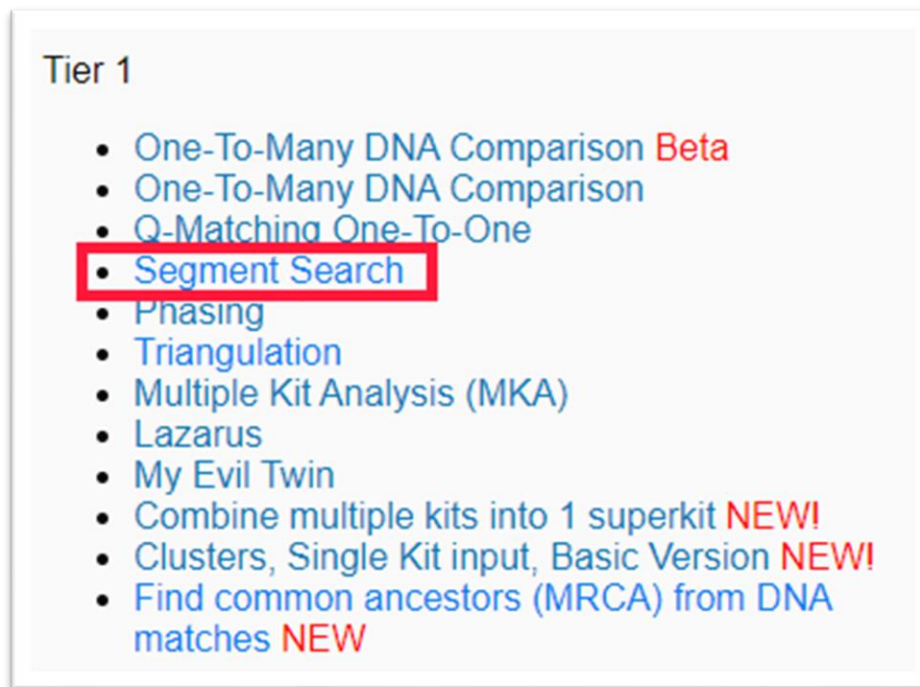 Tier 1
• One-To-Many DNA Comparison Beta
• One-To-Many DNA Comparison
• Q-Matching One-To-One
• Segment Search
• Phasing
• Triangulation
• Multiple Kit Analysis (MKA)
• Lazarus
• My Evil Twin
• Combine multiple kits into 1 superkit NEW!
• Clusters, Single Kit input, Basic Version NEW!
• Find common ancestors (MRCA) from DNA
matches NEW